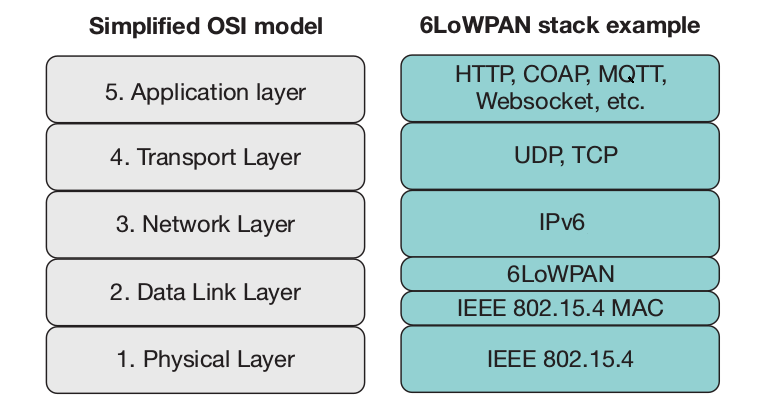 Simplified OSI model
5. Application layer
4. Transport Layer
3. Network Layer
2. Data Link Layer
1. Physical Layer
6LoWPAN stack example
HTTP, COAP, MQTT,
Websocket, etc.
UDP, TCP
IPv6
6LoWPAN
IEEE 802.15.4 MAC
IEEE 802.15.4